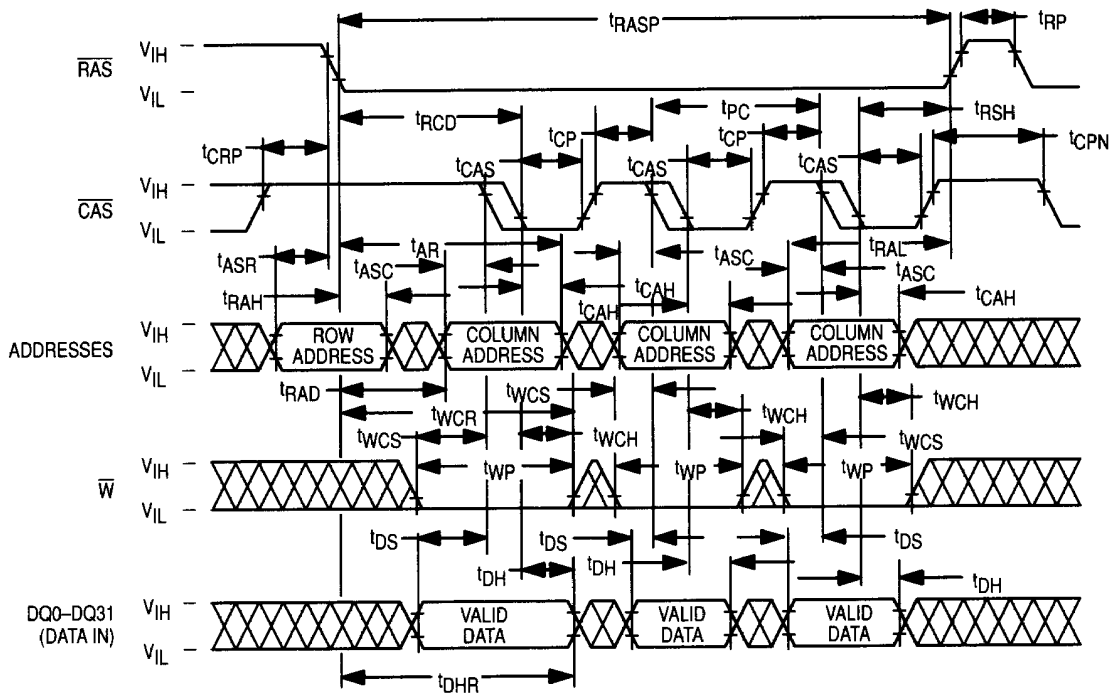 tRASP
tRP
VIH
RAS
VIL
tRCD
tCP
tPC
tCP
tRSH
tCPN
tCRP
tCAS
tCAS
tCAS
VIH
CAS
VIL
tASR
tAR
tASC
tRAL
tASC
tASC
tRAH
tCAH
tCAH
tCAH
ADDRESSES
VIH
VIL
ROW
ADDRESS
COLUMN
ADDRESS
COLUMN
ADDRESS
COLUMN
ADDRESS
tRAD
tWCS
tWCR
tWCH
tWCH
tWCS
tWCH
tWCS
VIH
W
VIL
tWP
tWP
tWP
tDS
tDS
tDS
tDH
tDH
tDH
DQ0–DQ31
(DATA IN)
VIH
VIL
VALID
DATA
VALID
DATA
VALID
DATA
tDHR